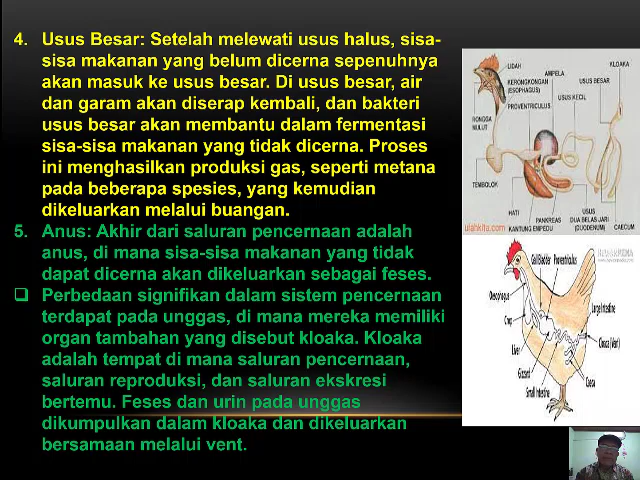 4. Usus Besar: Setelah melewati usus halus, sisa-
sisa makanan yang belum dicerna sepenuhnya
akan masuk ke usus besar. Di usus besar, air
dan garam akan diserap kembali, dan bakteri
usus besar akan membantu dalam fermentasi
sisa-sisa makanan yang tidak dicerna. Proses
ini menghasilkan produksi gas, seperti metana
pada beberapa spesies, yang kemudian
dikeluarkan melalui buangan.
5. Anus: Akhir dari saluran pencernaan adalah
anus, di mana sisa-sisa makanan yang tidak
dapat dicerna akan dikeluarkan sebagai feses.
❑ Perbedaan signifikan dalam sistem pencernaan
terdapat pada unggas, di mana mereka memiliki
organ tambahan yang disebut kloaka. Kloaka
adalah tempat di mana saluran pencernaan,
saluran reproduksi, dan saluran ekskresi
bertemu. Feses dan urin pada unggas
dikumpulkan dalam kloaka dan dikeluarkan
bersamaan melalui vent.
LIDAH
KLOAKA
AMPELA
KERONGKONGAN
(ESOPHAGUS)
USUS BESAR
USUS KECIL
PROVENTRICULUS
RONGGA
MULUT
TEMBOLOK
HATI
KANTUNG EMPEDU
PANKREAS
USUS
DUA BELAS JARI
(DUODENUM)
CAECUM
ulahkita.com
Gall Bladder
Proventriculus
Oesophagus
Large Intestine
Crop
Cloaca (Vent)
Liver
Gizzard
Small Intestine
Caeca